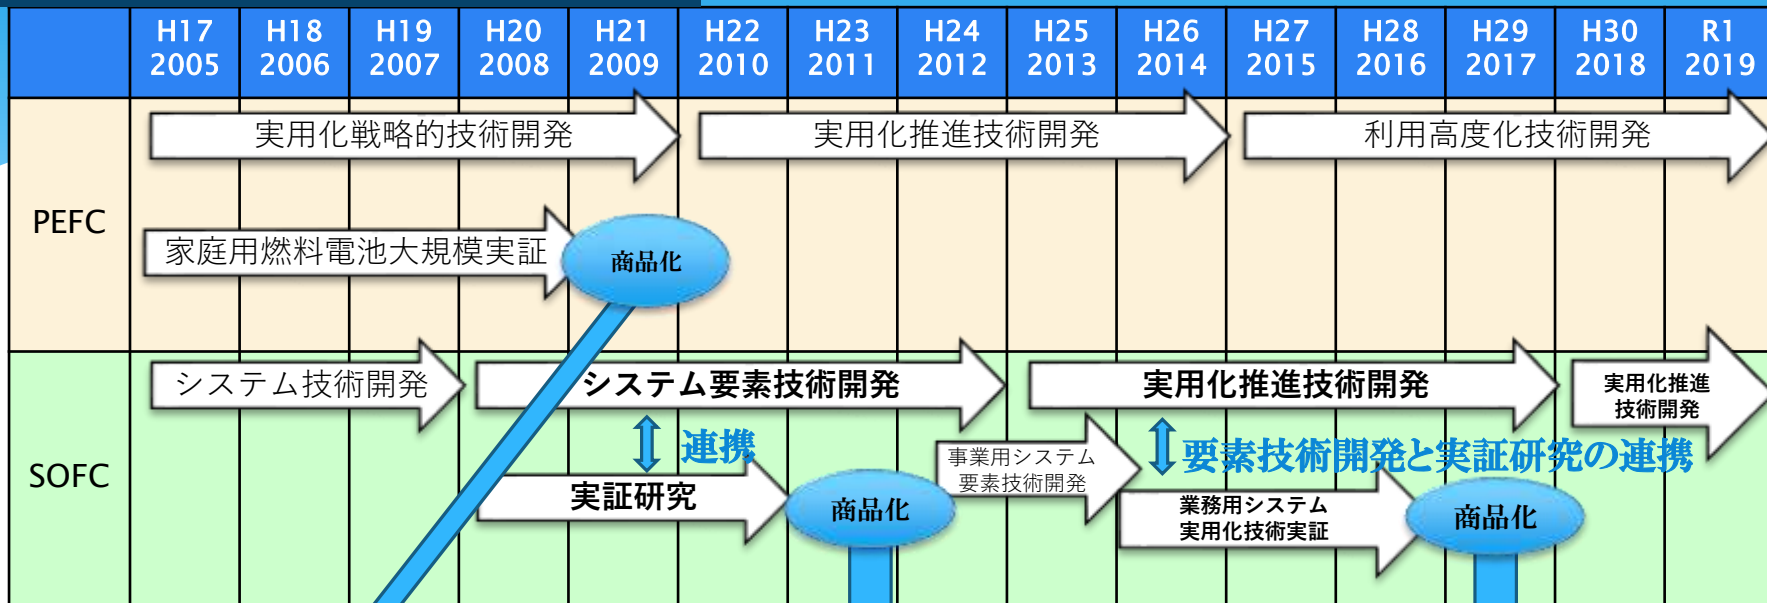 H17 H18 H19 H20 H21 H22 H23 H24 H25 H26 H27 H28 H29 H30 R1
2005 2006 2007 2008 2009 2010 2011 2012 2013 2014 2015 2016 2017 2018 2019
PEFC
実用化戦略的技術開発
実用化推進技術開発
利用高度化技術開発
家庭用燃料電池大規模実証
商品化
SOFC
システム技術開発
システム要素技術開発
実用化推進技術開発
実用化推進
技術開発
連携
事業用システム
要素技術開発
要素技術開発と実証研究の連携
実証研究
商品化
業務用システム
実用化技術実証
商品化